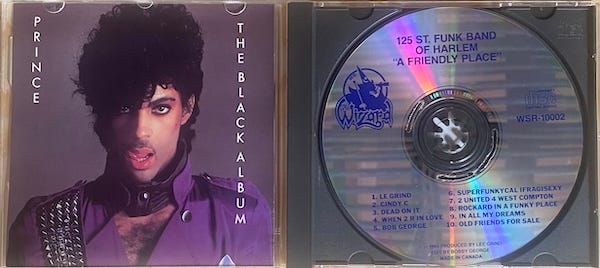 PRINCE
THE BLACK ALBUM
125 ST. FUNK BAND
OF HARLEM
"A FRIENDLY PLACE"
Wizard
WSR-10002
1. LE GRIND
2. CINDY C
3. DEAD ON IT
4. WHEN 2 R IN LOVE
5. BOB GEORGE
6. SUPERFUNKYCAL IFRAGISEXY
7. 2 UNITED 4 WEST COMPTON
8. ROCKARD IN A FUNKY PLACE
9. IN ALL MY DREAMS
10. OLD FRIENDS FOR SALE
PRODUCED BY LEE GRIND
BY BOBBY GEORGE
MADE IN CANADA